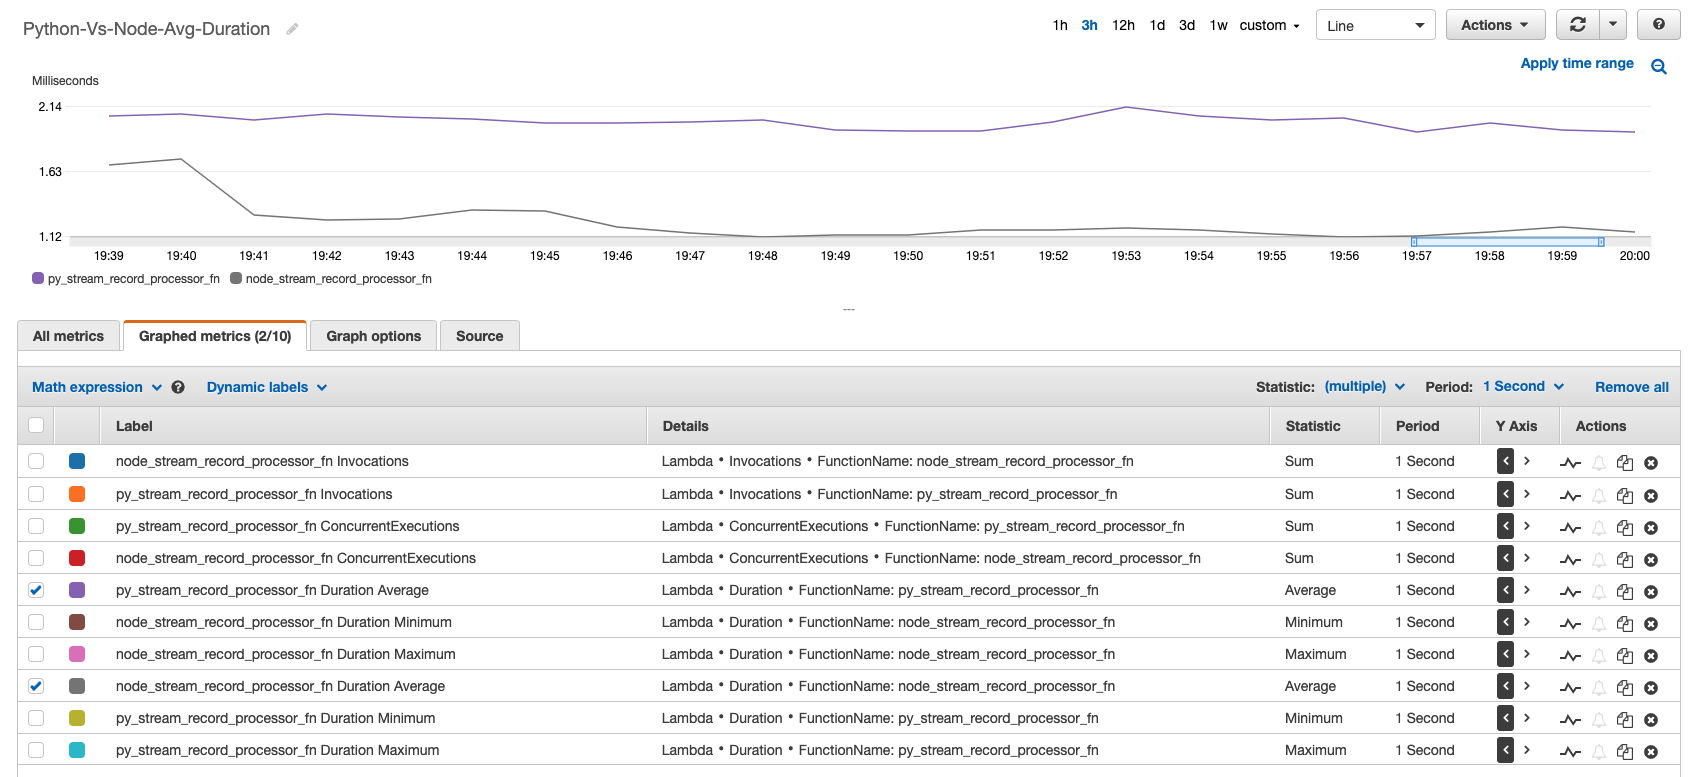 Python-Vs-Node-Avg-Duration 1h 3h 12h 1d 3d 1w custom Line Actions
Apply time range
Milliseconds
2.14
1.63
1.12
19:39 19:40 19:41 19:42 19:43 19:44 19:45 19:46 19:47 19:48 19:49 19:50 19:51 19:52 19:53 19:54 19:55 19:56 19:57 19:58 19:59 20:00
py_stream_record_processor_fn node_stream_record_processor_fn
All metrics Graphed metrics (2/10) Graph options Source
Math expression ? Dynamic labels Statistic: (multiple) Period: 1 Second Remove all
Label Details Statistic Period Y Axis Actions
node_stream_record_processor_fn Invocations Lambda • Invocations • FunctionName: node_stream_record_processor_fn Sum 1 Second < >
py_stream_record_processor_fn Invocations Lambda • Invocations • FunctionName: py_stream_record_processor_fn Sum 1 Second < >
py_stream_record_processor_fn ConcurrentExecutions Lambda • ConcurrentExecutions • FunctionName: py_stream_record_processor_fn Sum 1 Second < >
node_stream_record_processor_fn ConcurrentExecutions Lambda • ConcurrentExecutions • FunctionName: node_stream_record_processor_fn Sum 1 Second < >
py_stream_record_processor_fn Duration Average Lambda • Duration • FunctionName: py_stream_record_processor_fn Average 1 Second < >
node_stream_record_processor_fn Duration Minimum Lambda • Duration • FunctionName: node_stream_record_processor_fn Minimum 1 Second < >
node_stream_record_processor_fn Duration Maximum Lambda • Duration • FunctionName: node_stream_record_processor_fn Maximum 1 Second < >
node_stream_record_processor_fn Duration Average Lambda • Duration • FunctionName: node_stream_record_processor_fn Average 1 Second < >
py_stream_record_processor_fn Duration Minimum Lambda • Duration • FunctionName: py_stream_record_processor_fn Minimum 1 Second < >
py_stream_record_processor_fn Duration Maximum Lambda • Duration • FunctionName: py_stream_record_processor_fn Maximum 1 Second < >